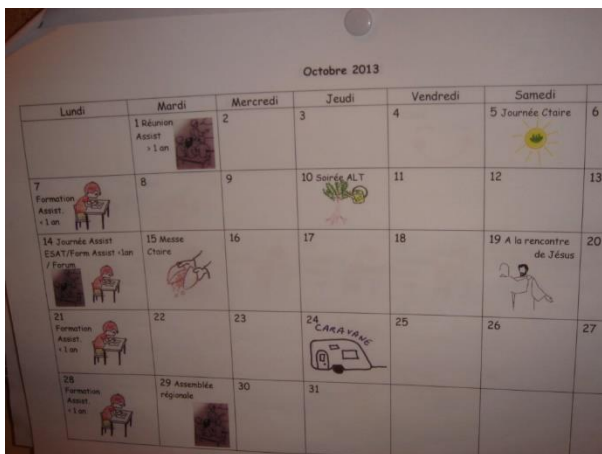 Octobre 2013
Lundi Mardi Mercredi Jeudi Vendredi Samedi
1 Réunion
Assist
> 1 an
2
3
4
5 Journée Ctaire
6
7
Formation
Assist.
< 1 an
8
9
10 Soirée ALT
11
12
13
14 Journée Assist
ESAT/Form Assist <1an
/ Forum
15 Messe
Ctaire
16
17
18
19 A la rencontre
de Jésus
20
21
Formation
Assist.
< 1 an
22
23
24
CARAVANE
25
26
27
28
Formation
Assist.
< 1 an
29 Assemblée
régionale
30
31